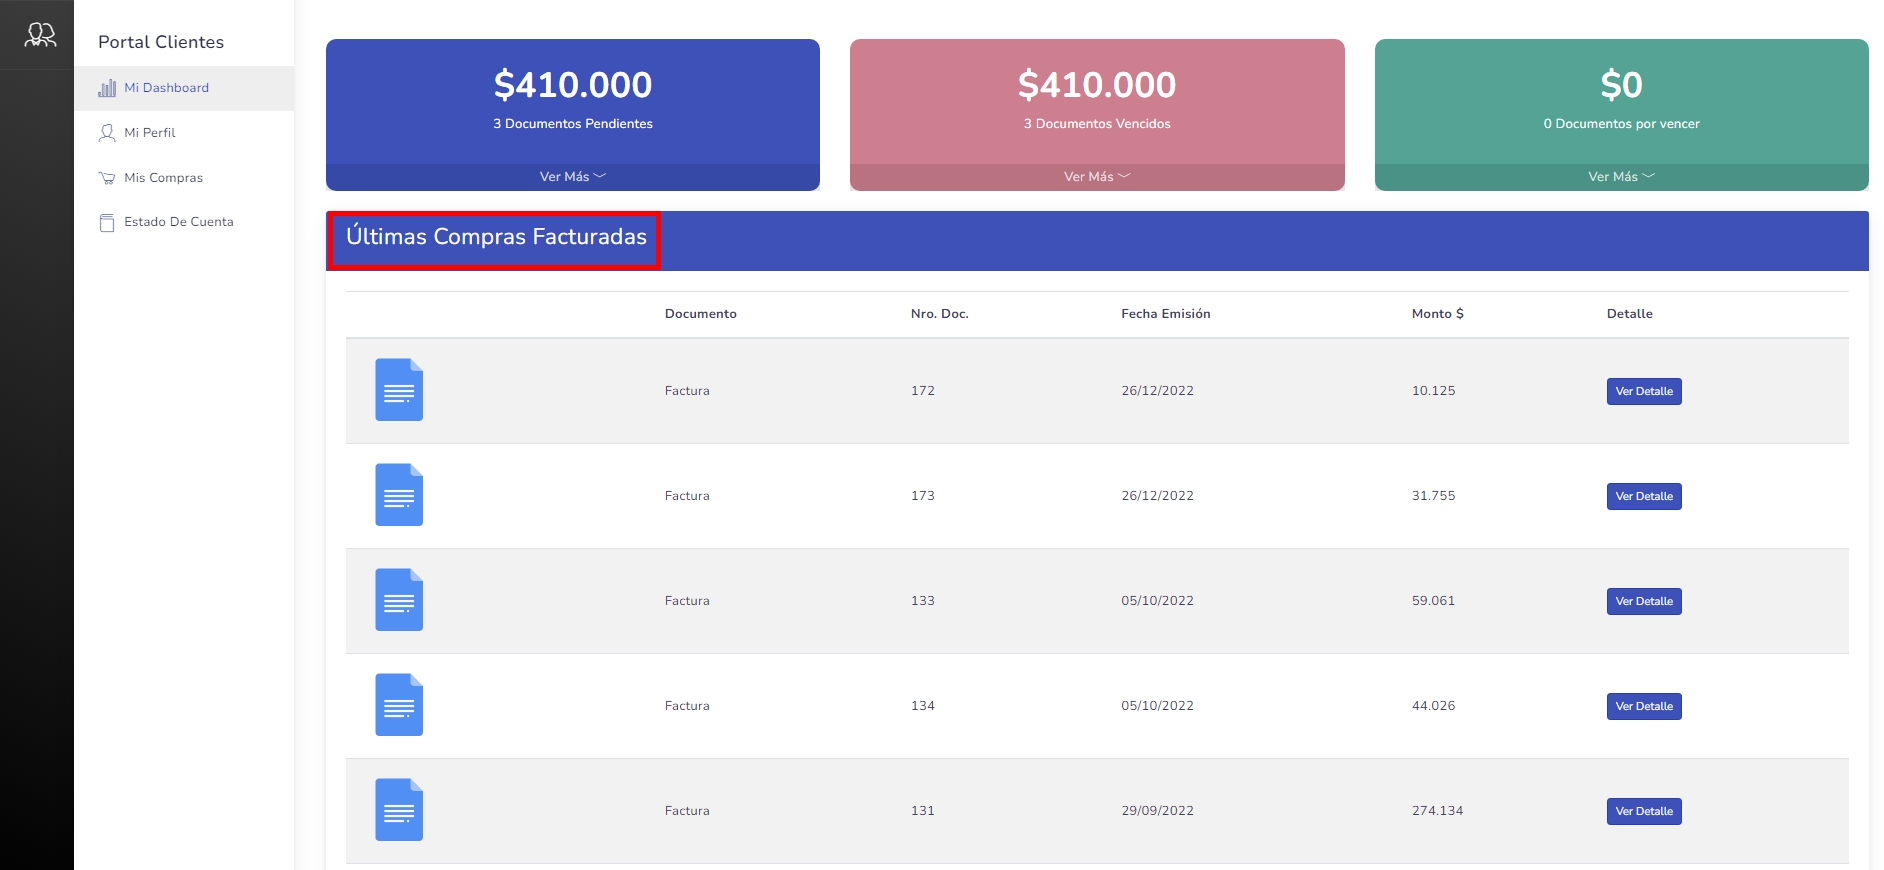 Portal Clientes
Mi Dashboard
Mi Perfil
Mis Compras
Estado De Cuenta
$410.000
3 Documentos Pendientes
Ver Más
$410.000
3 Documentos Vencidos
Ver Más
$0
0 Documentos por vencer
Ver Más
Últimas Compras Facturadas
Documento Nro. Doc. Fecha Emisión Monto $ Detalle
Factura 172 26/12/2022 10.125 Ver Detalle
Factura 173 26/12/2022 31.755 Ver Detalle
Factura 133 05/10/2022 59.061 Ver Detalle
Factura 134 05/10/2022 44.026 Ver Detalle
Factura 131 29/09/2022 274.134 Ver Detalle